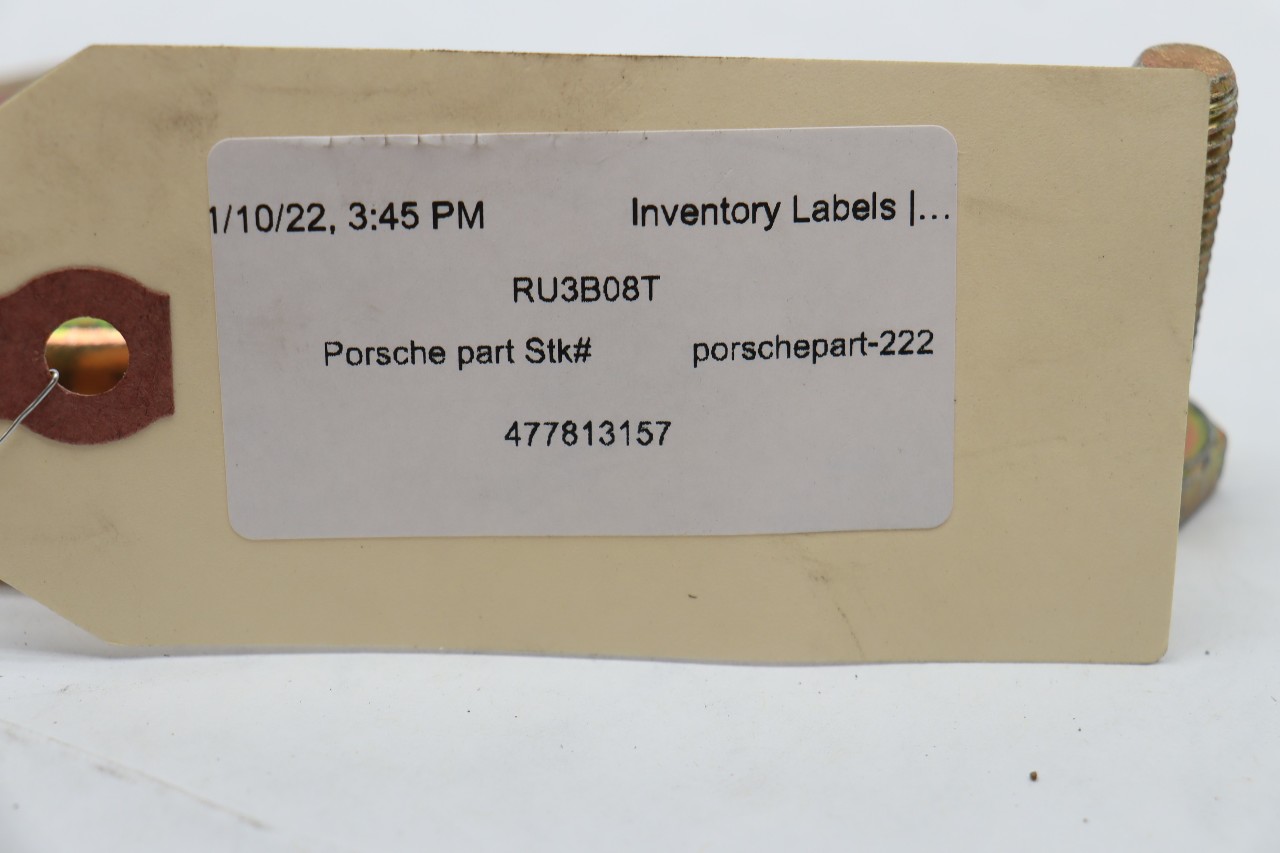 1/10/22, 3:45 PM Inventory Labels |...
RU3B08T
Porsche part Stk# porschepart-222
477813157